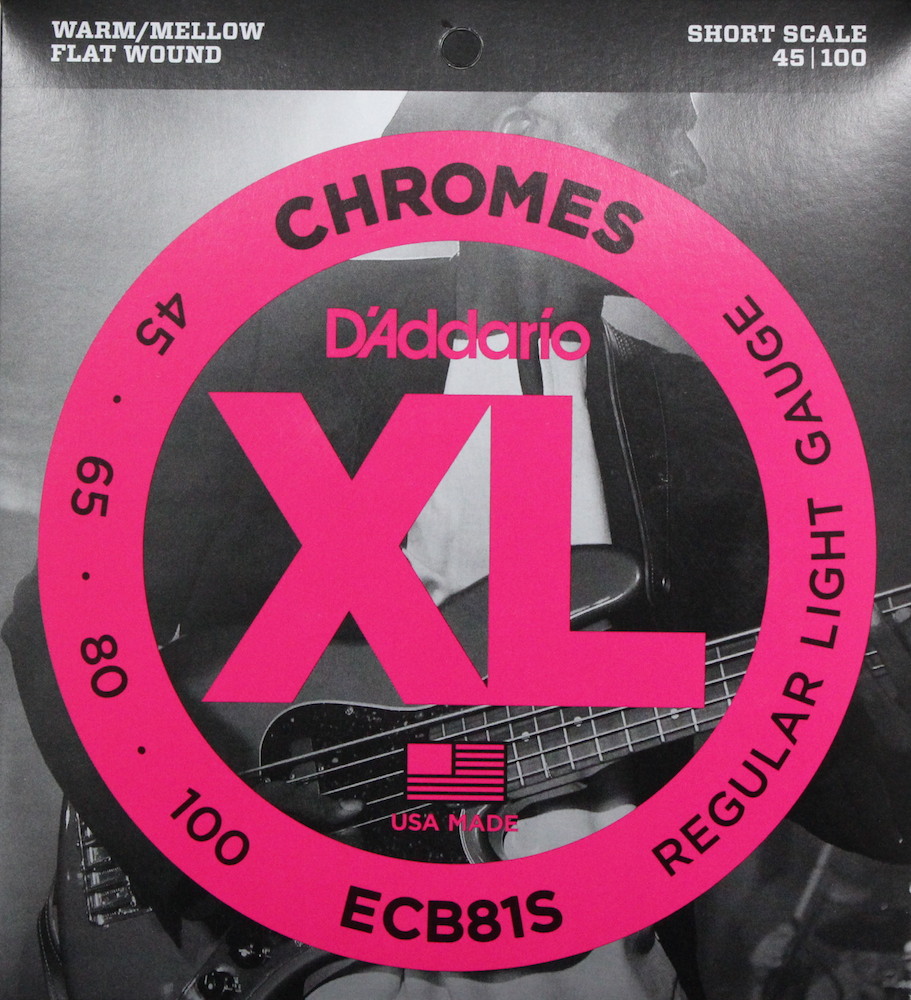 WARM/MELLOW
FLAT WOUND
SHORT SCALE
45|100
CHROMES
D'Addario
XL
45 · 65 · 80 · 100
REGULAR LIGHT GAUGE
USA MADE
ECB81S